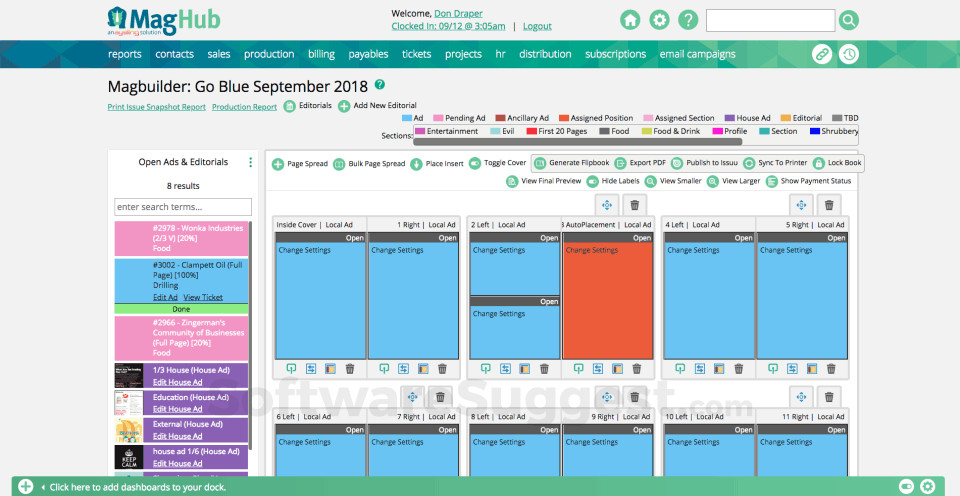 MagHub
an eyeline solution
Welcome, Don Draper
Clocked In: 09/12 @ 3:05am | Logout
reports contacts sales production billing payables tickets projects hr distribution subscriptions email campaigns
Magbuilder: Go Blue September 2018 ?
Print Issue Snapshot Report Production Report Editorials Add New Editorial
Ad Pending Ad Ancillary Ad Assigned Position Assigned Section House Ad Editorial TBD
Sections: Entertainment Evil First 20 Pages Food Food & Drink Profile Section Shrubbery
Open Ads & Editorials
8 results
enter search terms...
#2978 - Wonka Industries
(2/3 V) [20%]
Food
#3002 - Clampett Oil (Full
Page) [100%]
Drilling
Edit Ad View Ticket
Done
#2966 - Zingerman's
Community of Businesses
(Full Page) [20%]
Food
1/3 House (House Ad)
Edit House Ad
Education (House Ad)
Edit House Ad
External (House Ad)
Edit House Ad
KEEP
CALM
house ad 1/6 (House Ad)
Edit House Ad
Page Spread Bulk Page Spread Place Insert Toggle Cover Generate Flipbook Export PDF Publish to Issuu Sync To Printer Lock Book
View Final Preview Hide Labels View Smaller View Larger Show Payment Status
Inside Cover | Local Ad 1 Right | Local Ad 2 Left | Local Ad 3 AutoPlacement | Local Ad 4 Left | Local Ad 5 Right | Local Ad
Open Open Open Open Open Open
Change Settings Change Settings Change Settings Change Settings Change Settings Change Settings
Open
Change Settings
SoftwareSuggest.com
6 Left | Local Ad 7 Right | Local Ad 8 Left | Local Ad 9 Right | Local Ad 10 Left | Local Ad 11 Right | Local Ad
Open Open Open Open Open Open
Change Settings Change Settings Change Settings Change Settings Change Settings Change Settings
Click here to add dashboards to your dock.